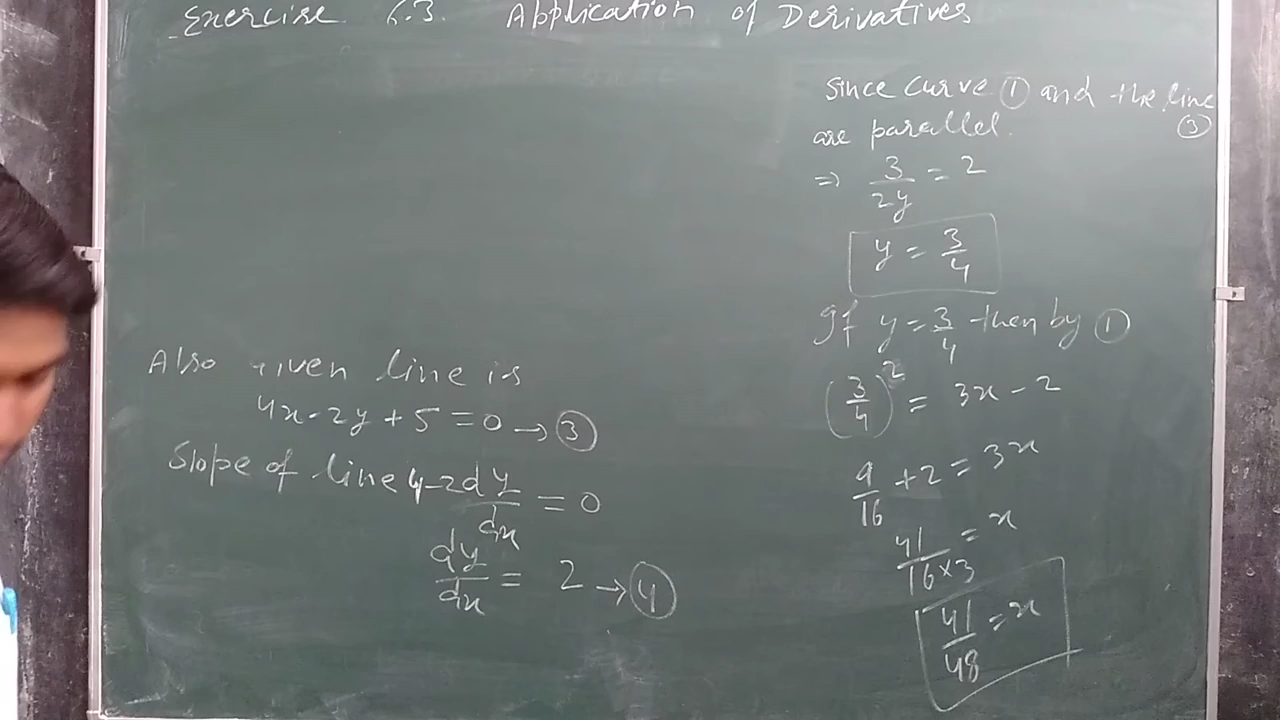 Exercise 6.3. Application of Derivatives
Also given line is
4x - 2y + 5 = 0 → ③
Slope of line 4 - 2 dy/dx = 0
dy/dx = 2 → ④
Since curve ① and the line ③
are parallel.
⇒ 3/2y = 2
y = 3/4
If y = 3/4 then by ①
(3/4)² = 3x - 2
9/16 + 2 = 3x
41/16×3 = x
41/48 = x